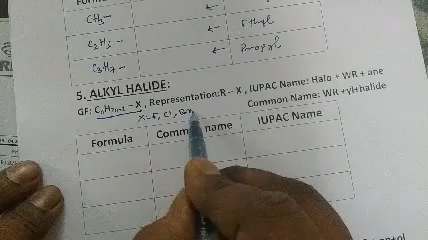 CH₃ – ← Ethyl
C₂H₅ – ←
C₃H₇ – ← Propyl
5. ALKYL HALIDE:
GF: CₙH₂ₙ₊₁ – X, Representation:R – X, IUPAC Name: Halo + WR + ane
X = F, Cl, Br
Common Name: WR +yl+halide
Formula
Common name
IUPAC Name